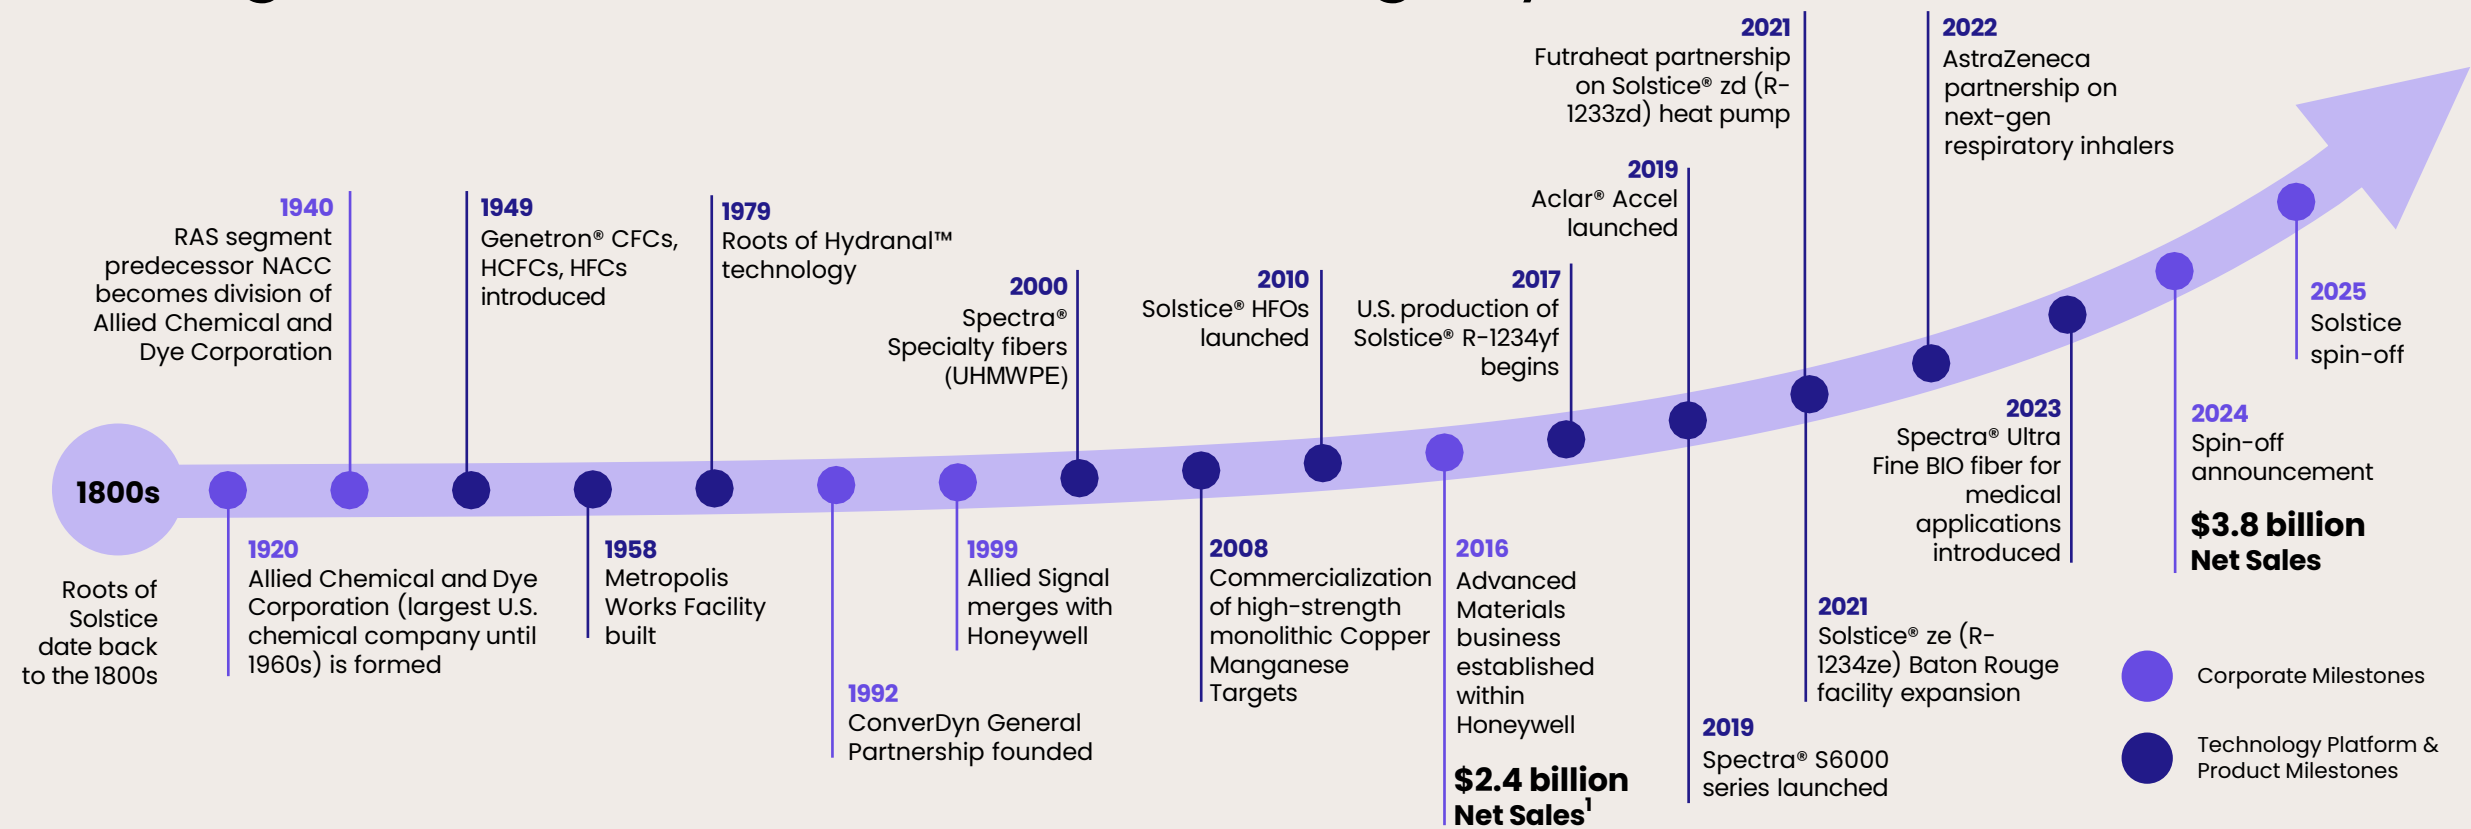 1800s
Roots of
Solstice
date back
to the 1800s
1920
Allied Chemical and Dye
Corporation (largest U.S.
chemical company until
1960s) is formed
1940
RAS segment
predecessor NACC
becomes division of
Allied Chemical and
Dye Corporation
1949
Genetron® CFCs,
HCFCs, HFCs
introduced
1958
Metropolis
Works Facility
built
1979
Roots of Hydranal™
technology
1992
ConverDyn General
Partnership founded
1999
Allied Signal
merges with
Honeywell
2000
Spectra®
Specialty fibers
(UHMWPE)
2008
Commercialization
of high-strength
monolithic Copper
Manganese
Targets
2010
Solstice® HFOs
launched
2016
Advanced
Materials
business
established
within
Honeywell
$2.4 billion
Net Sales¹
2017
U.S. production of
Solstice® R-1234yf
begins
2019
Aclar® Accel
launched
2019
Spectra® S6000
series launched
2021
Futraheat partnership
on Solstice® zd (R-
1233zd) heat pump
2021
Solstice® ze (R-
1234ze) Baton Rouge
facility expansion
2022
AstraZeneca
partnership on
next-gen
respiratory inhalers
2023
Spectra® Ultra
Fine BIO fiber for
medical
applications
introduced
2024
Spin-off
announcement
$3.8 billion
Net Sales
2025
Solstice
spin-off
Corporate Milestones
Technology Platform &
Product Milestones